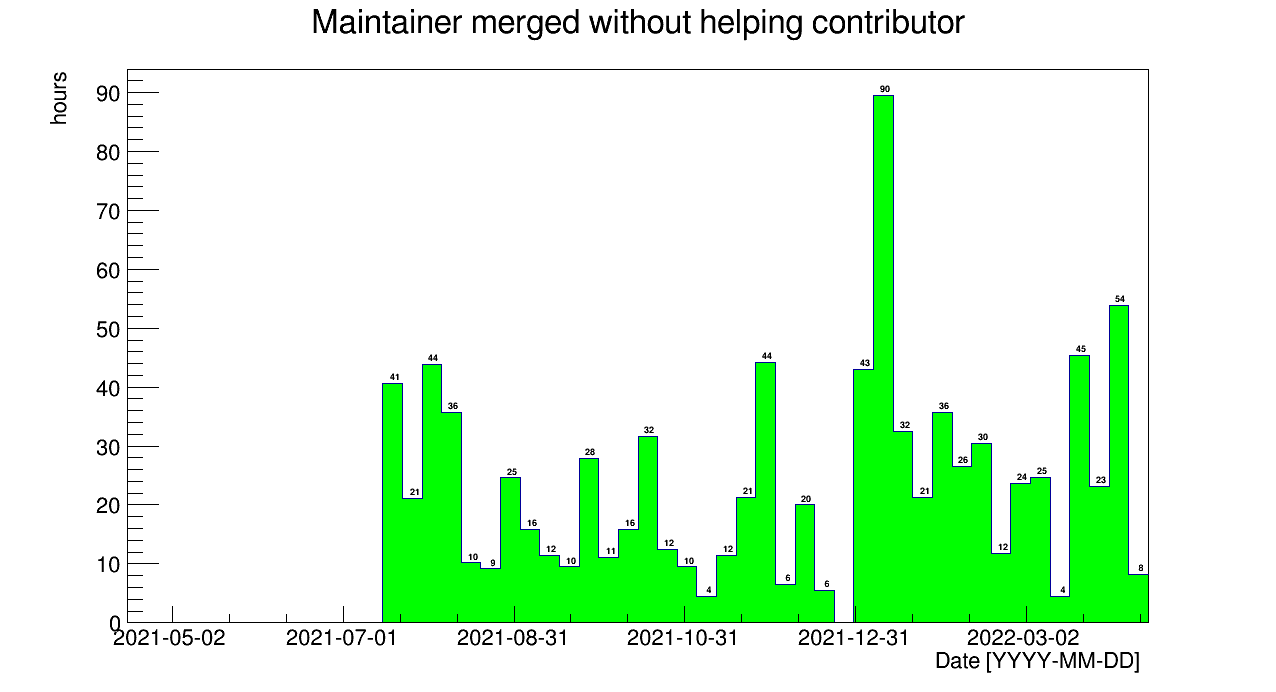 Maintainer merged without helping contributor
hours
90
80
70
60
50
40
30
20
10
0
41 21 44 36 10 9 25 16 12 10 28 11 16 32 12 10 4 12 21 44 6 20 6 43 90 32 21 36 26 30 12 24 25 4 45 23 54 8
2021-05-02 2021-07-01 2021-08-31 2021-10-31 2021-12-31 2022-03-02
Date [YYYY-MM-DD]